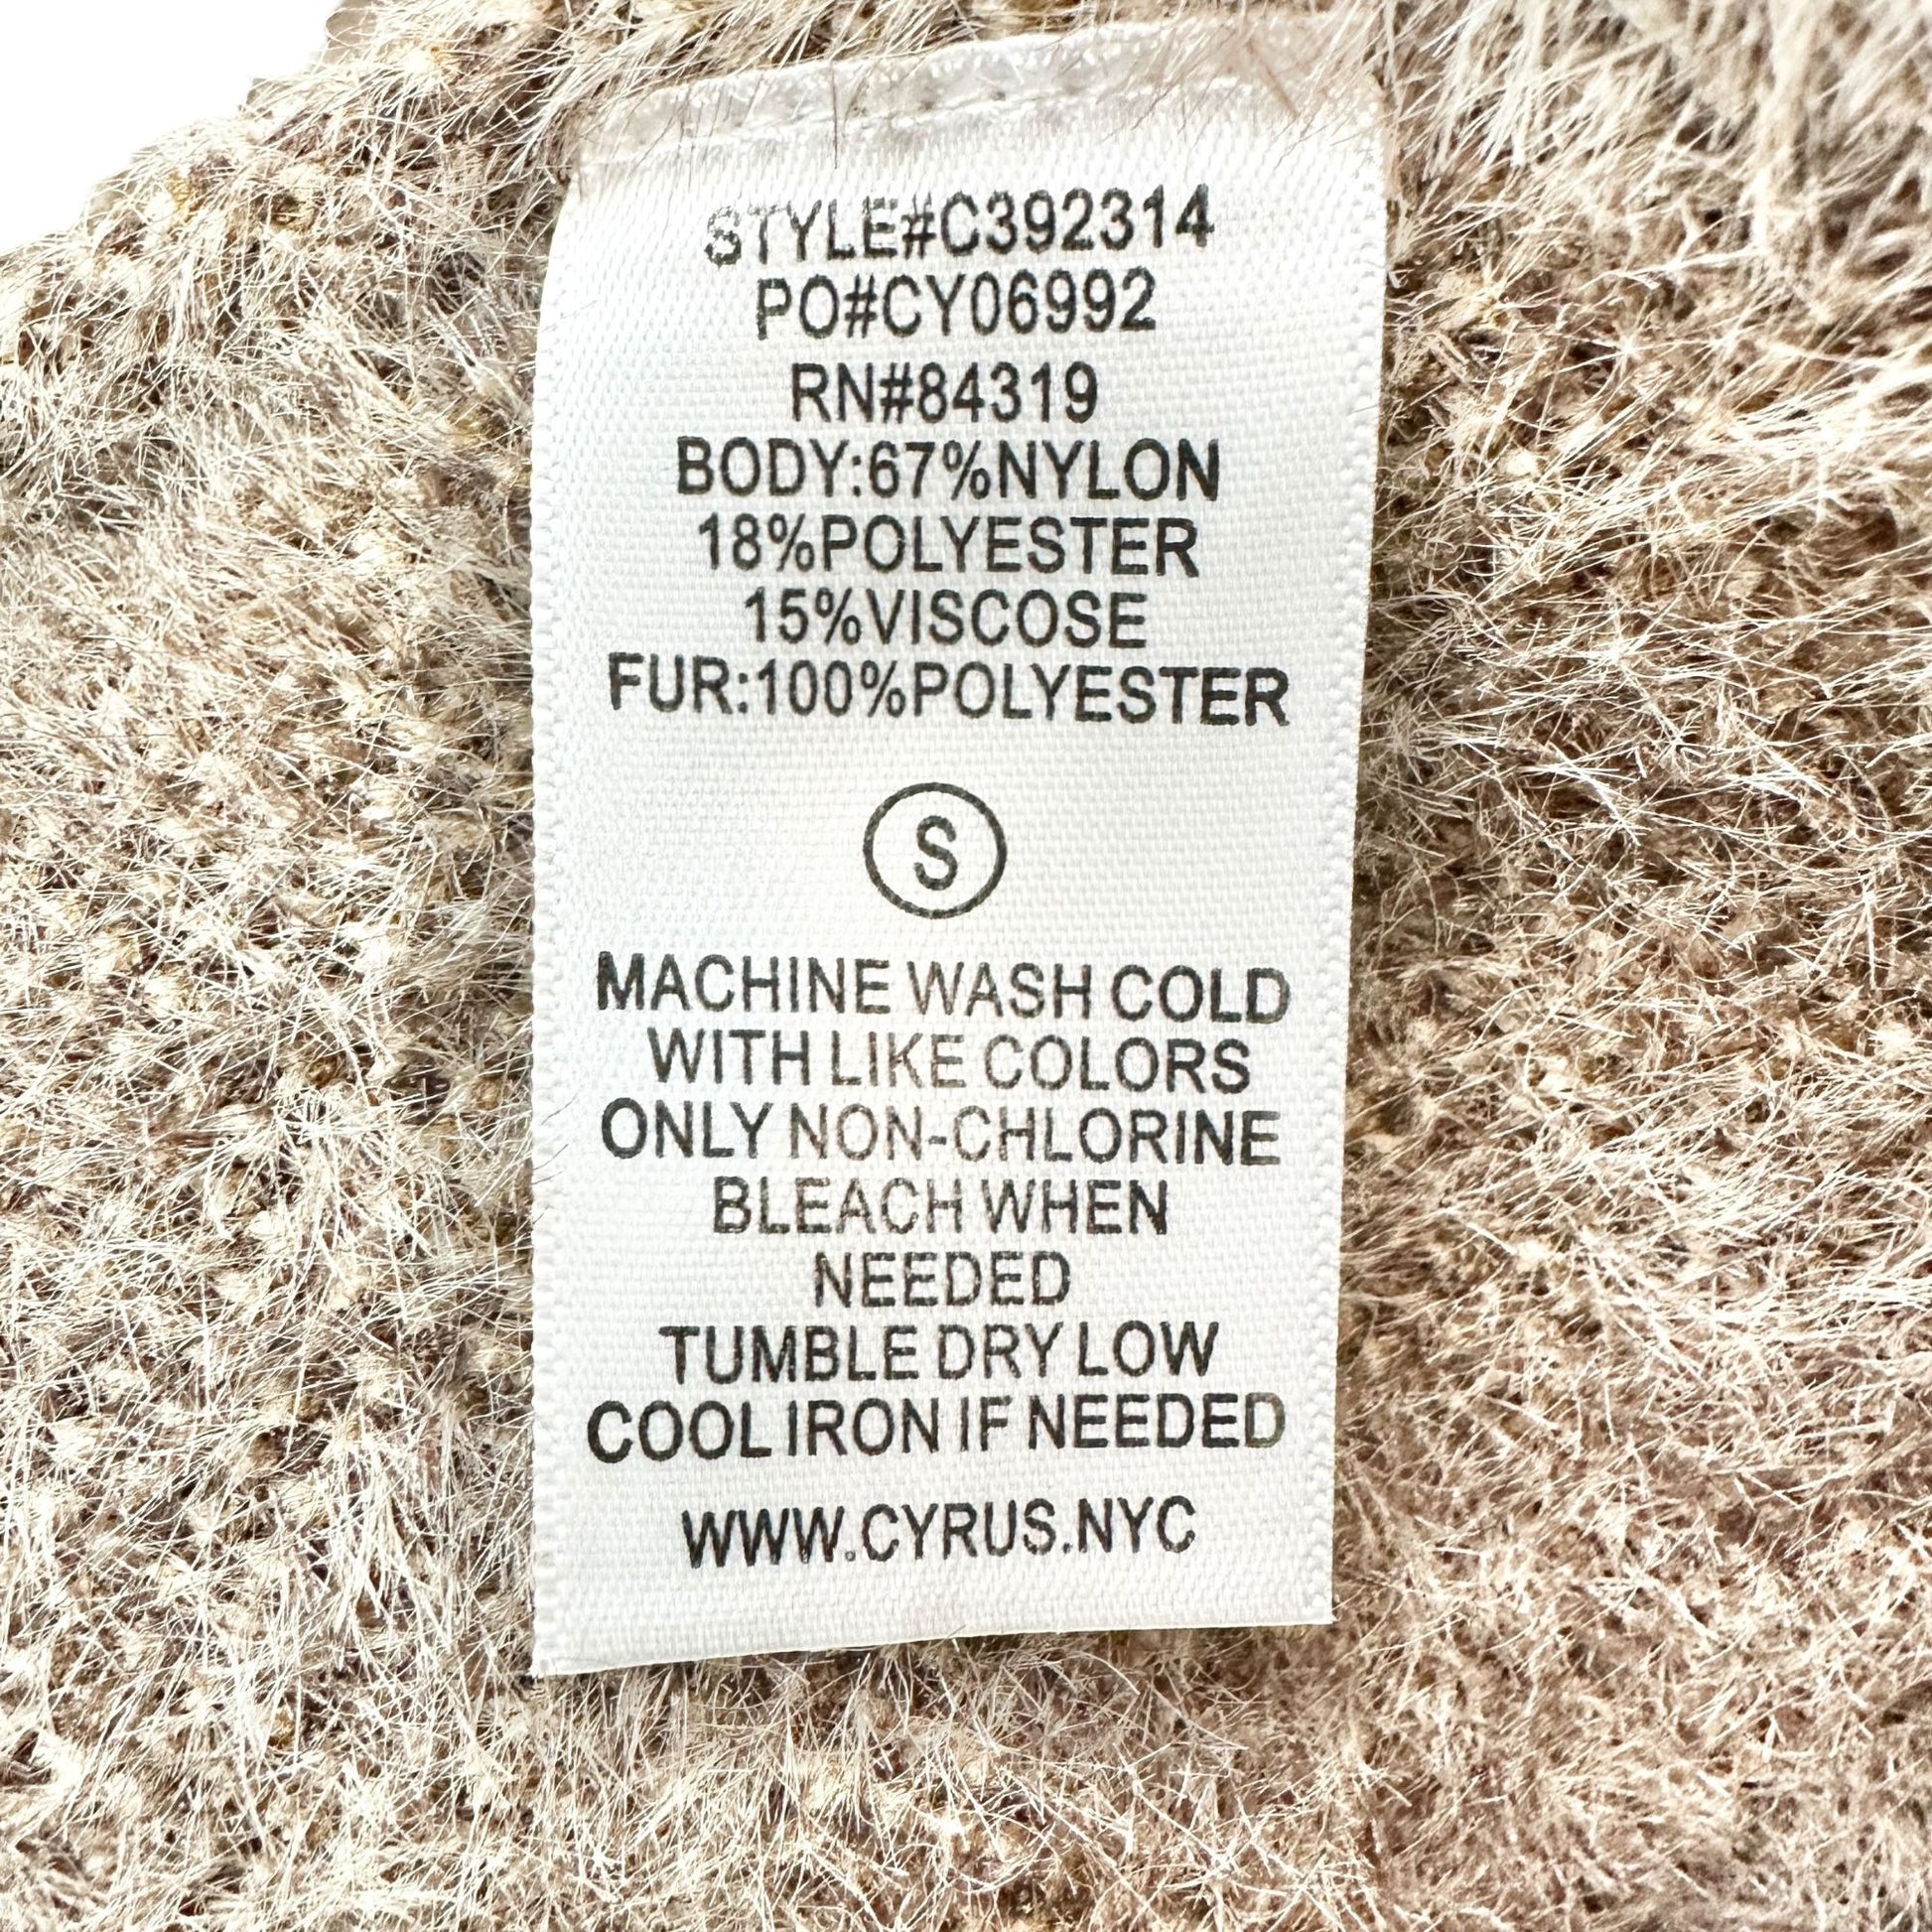 STYLE#C392314
PO#CY06992
RN#84319
BODY:67%NYLON
18%POLYESTER
15%VISCOSE
FUR:100%POLYESTER
S
MACHINE WASH COLD
WITH LIKE COLORS
ONLY NON-CHLORINE
BLEACH WHEN
NEEDED
TUMBLE DRY LOW
COOL IRON IF NEEDED
WWW.CYRUS.NYC